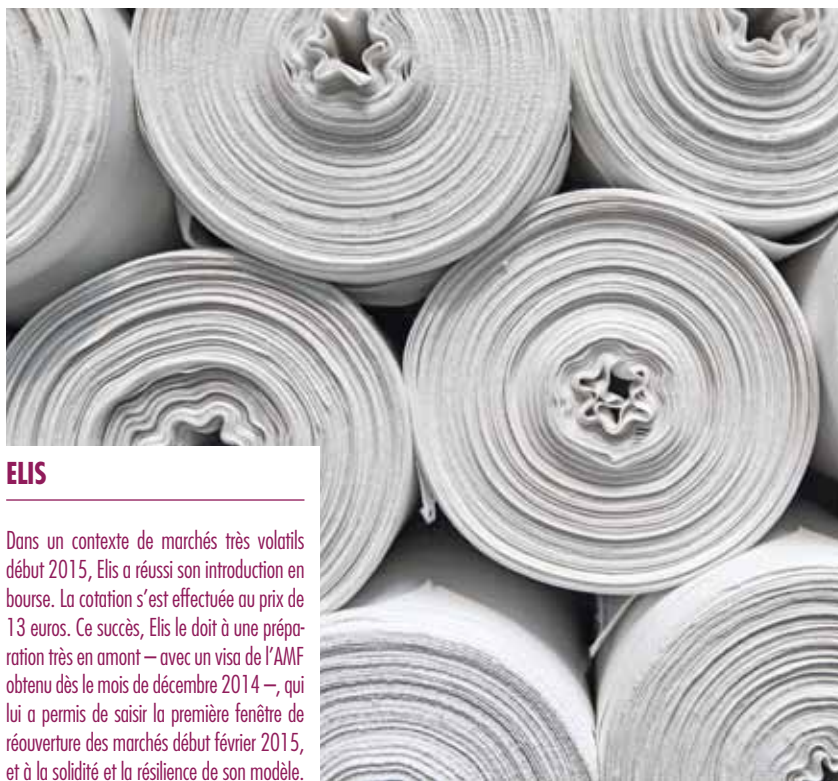 ELIS
Dans un contexte de marchés très volatils
début 2015, Elis a réussi son introduction en
bourse. La cotation s’est effectuée au prix de
13 euros. Ce succès, Elis le doit à une prépa-
ration très en amont – avec un visa de l’AMF
obtenu dès le mois de décembre 2014 –, qui
lui a permis de saisir la première fenêtre de
réouverture des marchés début février 2015,
et à la solidité et la résilience de son modèle.